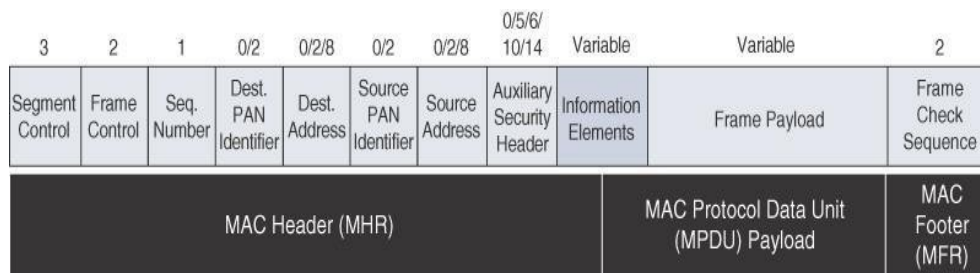 3 2 1 0/2 0/2/8 0/2 0/2/8 0/5/6/10/14 Variable Variable 2
Segment Control
Frame Control
Seq. Number
Dest. PAN Identifier
Dest. Address
Source PAN Identifier
Source Address
Auxiliary Security Header
Information Elements
Frame Payload
Frame Check Sequence
MAC Header (MHR)
MAC Protocol Data Unit
(MPDU) Payload
MAC
Footer
(MFR)